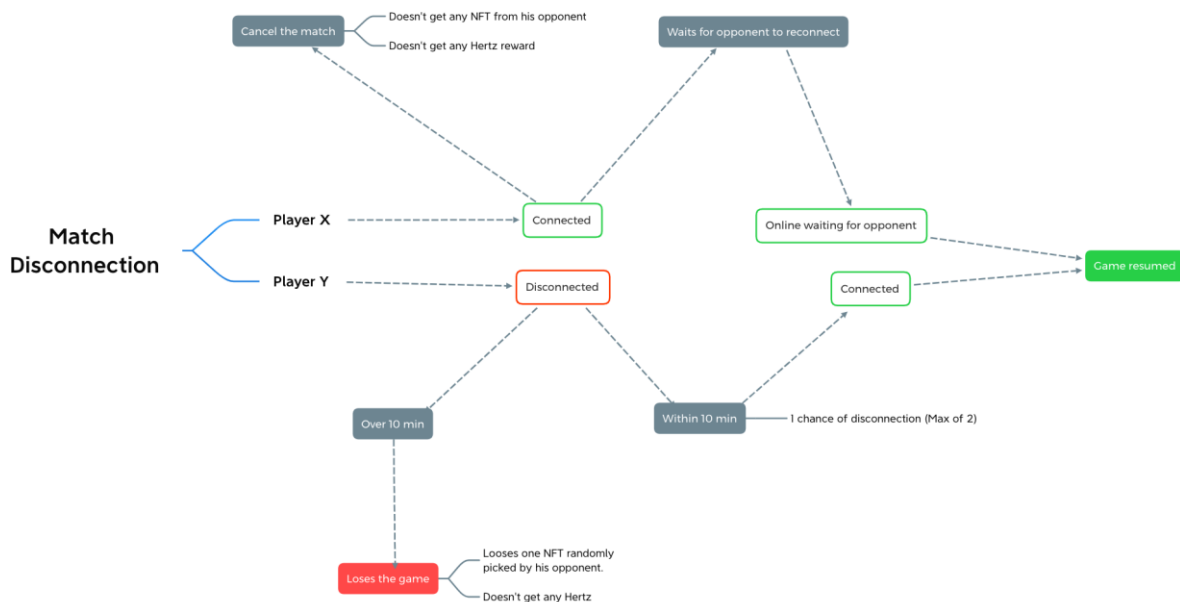 Cancel the match
Doesn't get any NFT from his opponent
Doesn't get any Hertz reward
Waits for opponent to reconnect
Match
Disconnection
Player X
Connected
Online waiting for opponent
Game resumed
Player Y
Disconnected
Connected
Over 10 min
Within 10 min
1 chance of disconnection (Max of 2)
Loses the game
Looses one NFT randomly
picked by his opponent.
Doesn't get any Hertz